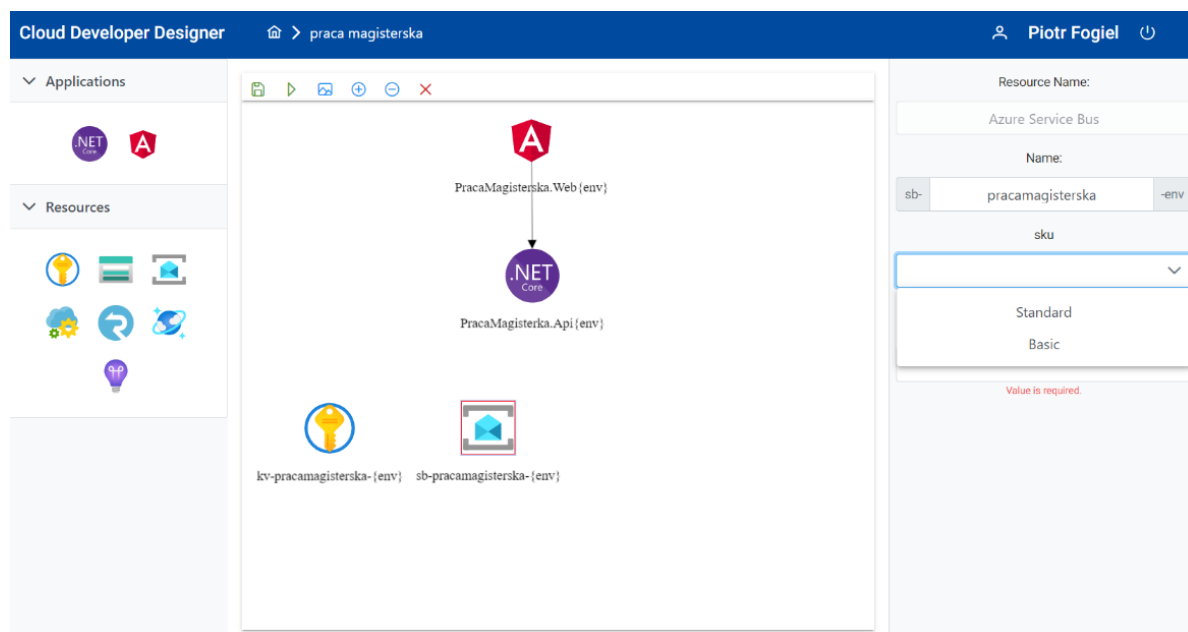 Cloud Developer Designer
praca magisterska
Piotr Fogiel
Applications
.NET
Core
A
Resources
PracaMagisterska.Web{env}
.NET
Core
PracaMagisterka.Api{env}
kv-pracamagisterska-{env}
sb-pracamagisterska-{env}
Resource Name:
Azure Service Bus
Name:
sb-
pracamagisterska
-env
sku
Standard
Basic
Value is required.